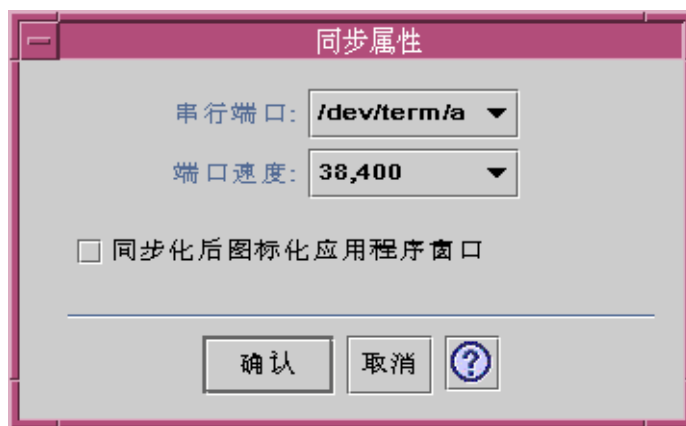 同步属性
串行端口: /dev/term/a
端口速度: 38,400
同步化后图标化应用程序窗口
确认 取消 ?